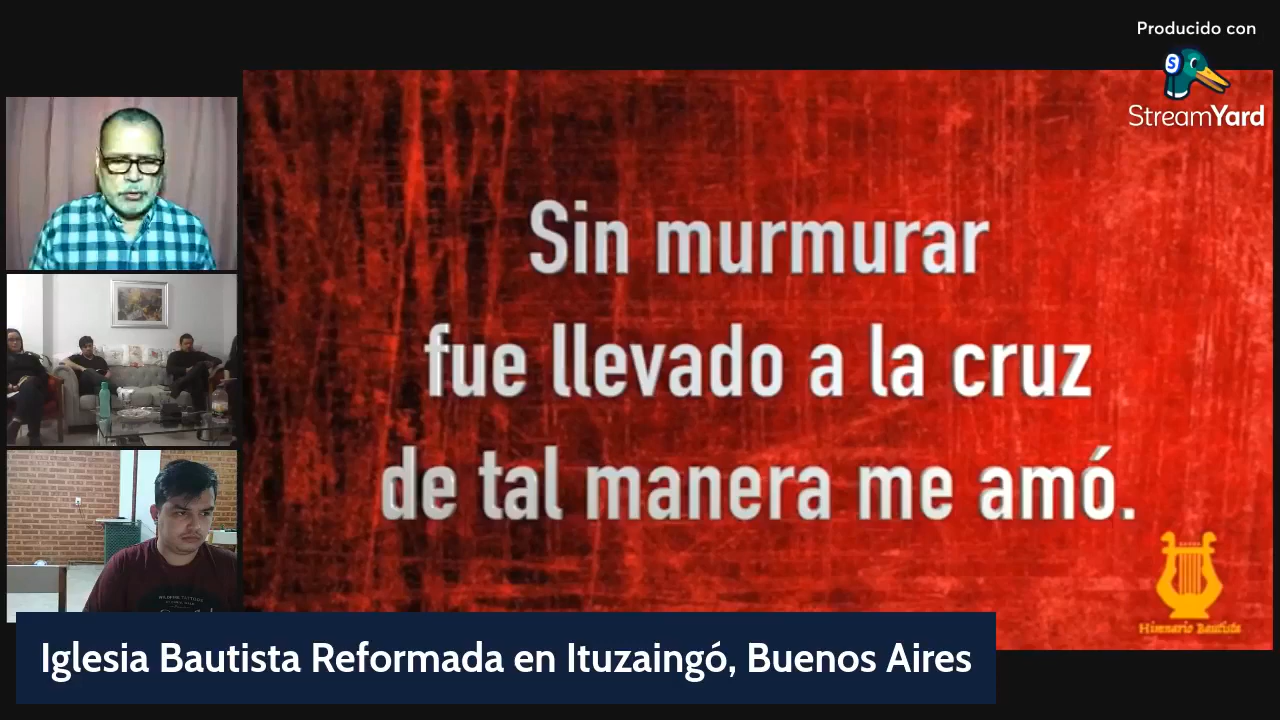 Producido con
S
StreamYard
Sin murmurar
fue llevado a la cruz
de tal manera me amó.
Himnario Bautista
Iglesia Bautista Reformada en Ituzaingó, Buenos Aires